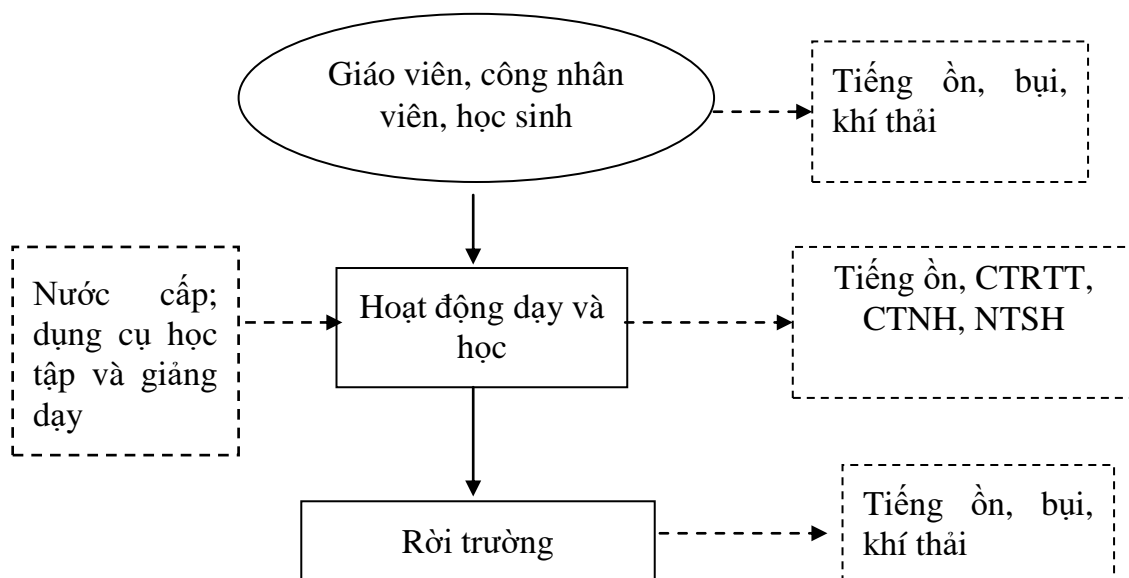 Giáo viên, công nhân
viên, học sinh
Tiếng ồn, bụi,
khí thải
Nước cấp;
dụng cụ học
tập và giảng
dạy
Hoạt động dạy và
học
Tiếng ồn, CTRTT,
CTNH, NTSH
Rời trường
Tiếng ồn, bụi,
khí thải